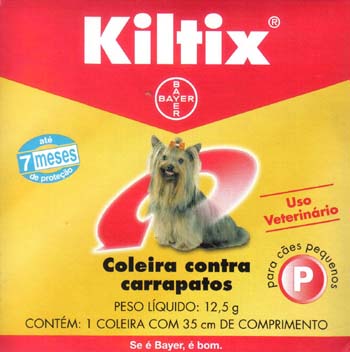 Kiltix®
BAYER
BAYER
até
7 meses
de proteção
Uso
Veterinário
para cães pequenos
P
Coleira contra
carrapatos
PESO LÍQUIDO: 12,5 g
CONTÉM: 1 COLEIRA COM 35 cm DE COMPRIMENTO
Se é Bayer, é bom.